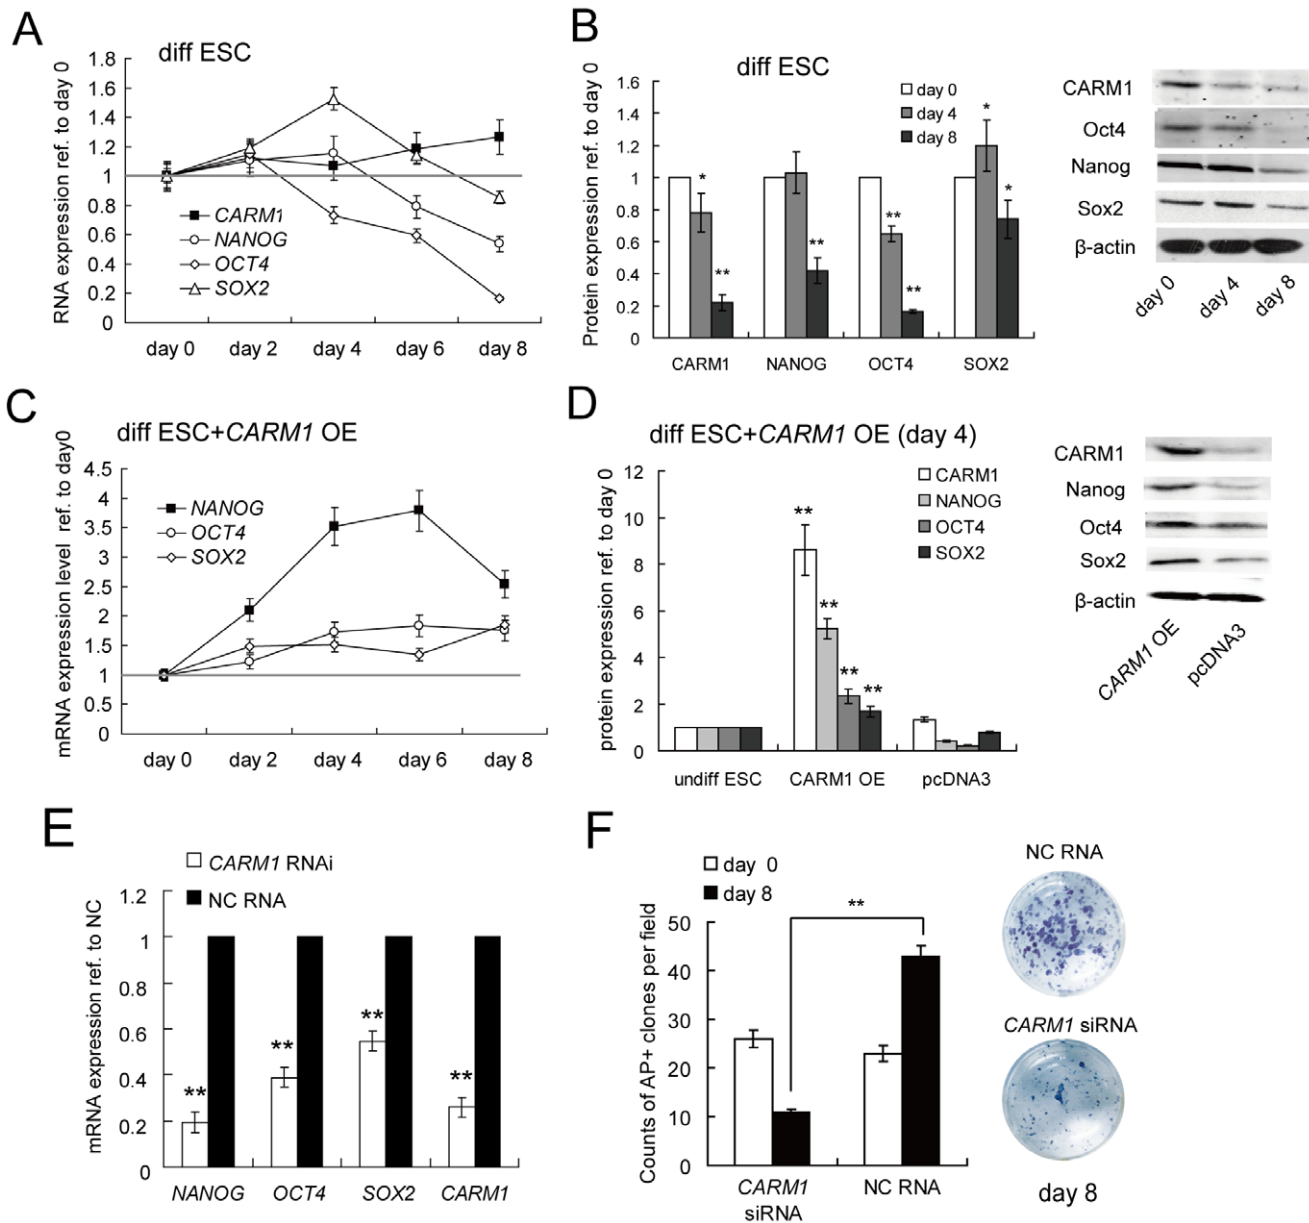 A
diff ESC
RNA expression ref. to day 0
1.8
1.6
1.4
1.2
1
0.8
0.6
0.4
0.2
0
CARM1
NANOG
OCT4
SOX2
day 0 day 2 day 4 day 6 day 8
B
diff ESC
Protein expression ref. to day 0
1.6
1.4
1.2
1
0.8
0.6
0.4
0.2
0
day 0
day 4
day 8
*
**
**
**
**
*
*
CARM1 NANOG OCT4 SOX2
CARM1
Oct4
Nanog
Sox2
β-actin
day 0 day 4 day 8
C
diff ESC+CARM1 OE
mRNA expression level ref. to day0
4.5
4
3.5
3
2.5
2
1.5
1
0.5
0
NANOG
OCT4
SOX2
day 0 day 2 day 4 day 6 day 8
D
diff ESC+CARM1 OE (day 4)
protein expression ref. to day 0
12
10
8
6
4
2
0
CARM1
NANOG
OCT4
SOX2
**
**
**
**
undiff ESC CARM1 OE pcDNA3
CARM1
Nanog
Oct4
Sox2
β-actin
CARM1 OE pcDNA3
E
CARM1 RNAi
NC RNA
mRNA expression ref. to NC
1.2
1
0.8
0.6
0.4
0.2
0
**
**
**
**
NANOG OCT4 SOX2 CARM1
F
day 0
day 8
Counts of AP+ clones per field
50
40
30
20
10
0
**
CARM1
siRNA
NC RNA
NC RNA
CARM1 siRNA
day 8